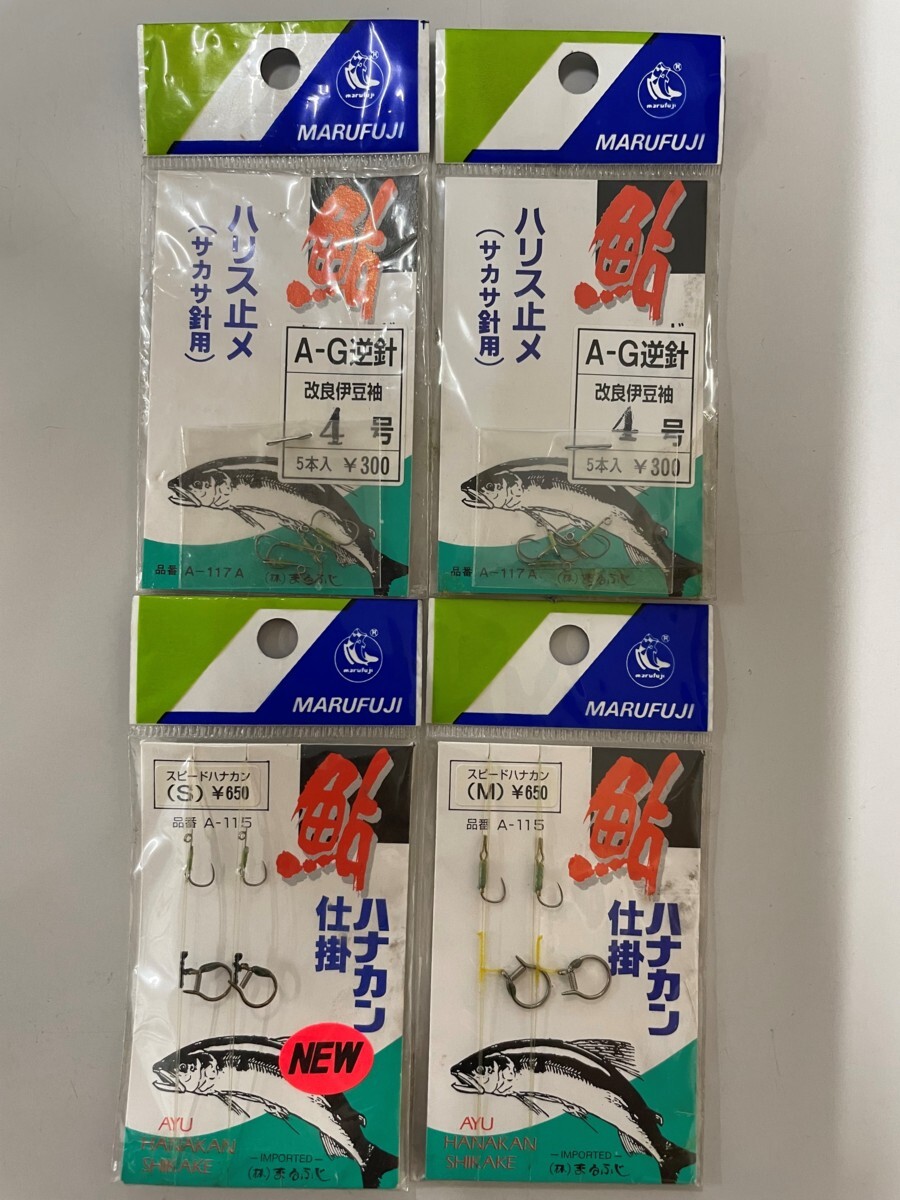 marufuji
MARUFUJI
鮎
ハリス止メ
(サカサ針用)
A-G逆針
改良伊豆袖
4 号
5本入 ¥300
品番 A-117A
(株)まるふじ
marufuji
MARUFUJI
鮎
ハリス止メ
(サカサ針用)
A-G逆針
改良伊豆袖
4 号
5本入 ¥300
品番 A-117A
(株)まるふじ
marufuji
MARUFUJI
スピードハナカン
(S) ¥650
品番 A-115
鮎
ハナカン
仕掛
NEW
AYU
HANAKAN
SHIKAKE
–IMPORTED–
(株)まるふじ
marufuji
MARUFUJI
スピードハナカン
(M) ¥650
品番 A-115
鮎
ハナカン
仕掛
AYU
HANAKAN
SHIKAKE
–IMPORTED–
(株)まるふじ